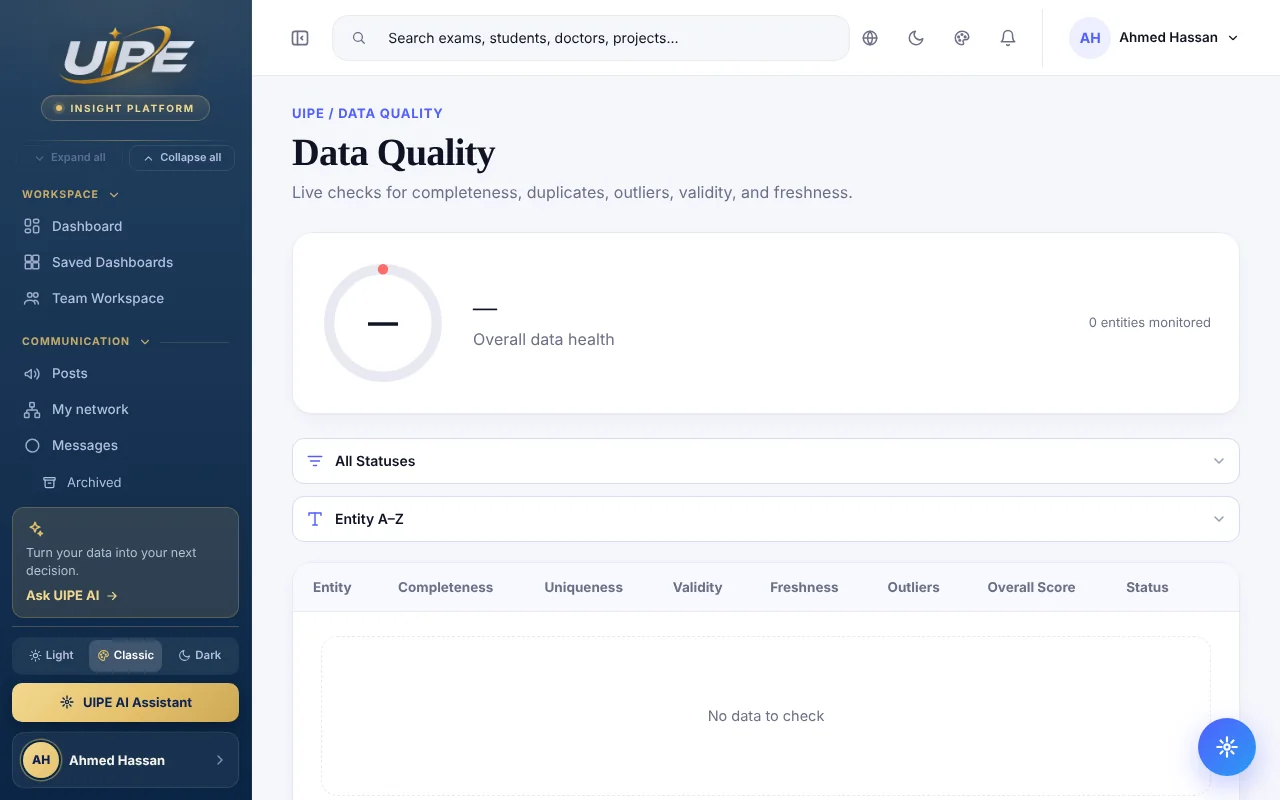 UIPE
INSIGHT PLATFORM
Expand all
Collapse all
WORKSPACE
Dashboard
Saved Dashboards
Team Workspace
COMMUNICATION
Posts
My network
Messages
Archived
Turn your data into your next
decision.
Ask UIPE AI →
Light
Classic
Dark
UIPE AI Assistant
AH
Ahmed Hassan
Search exams, students, doctors, projects...
AH
Ahmed Hassan
UIPE / DATA QUALITY
Data Quality
Live checks for completeness, duplicates, outliers, validity, and freshness.
—
—
Overall data health
0 entities monitored
All Statuses
Entity A–Z
Entity Completeness Uniqueness Validity Freshness Outliers Overall Score Status
No data to check